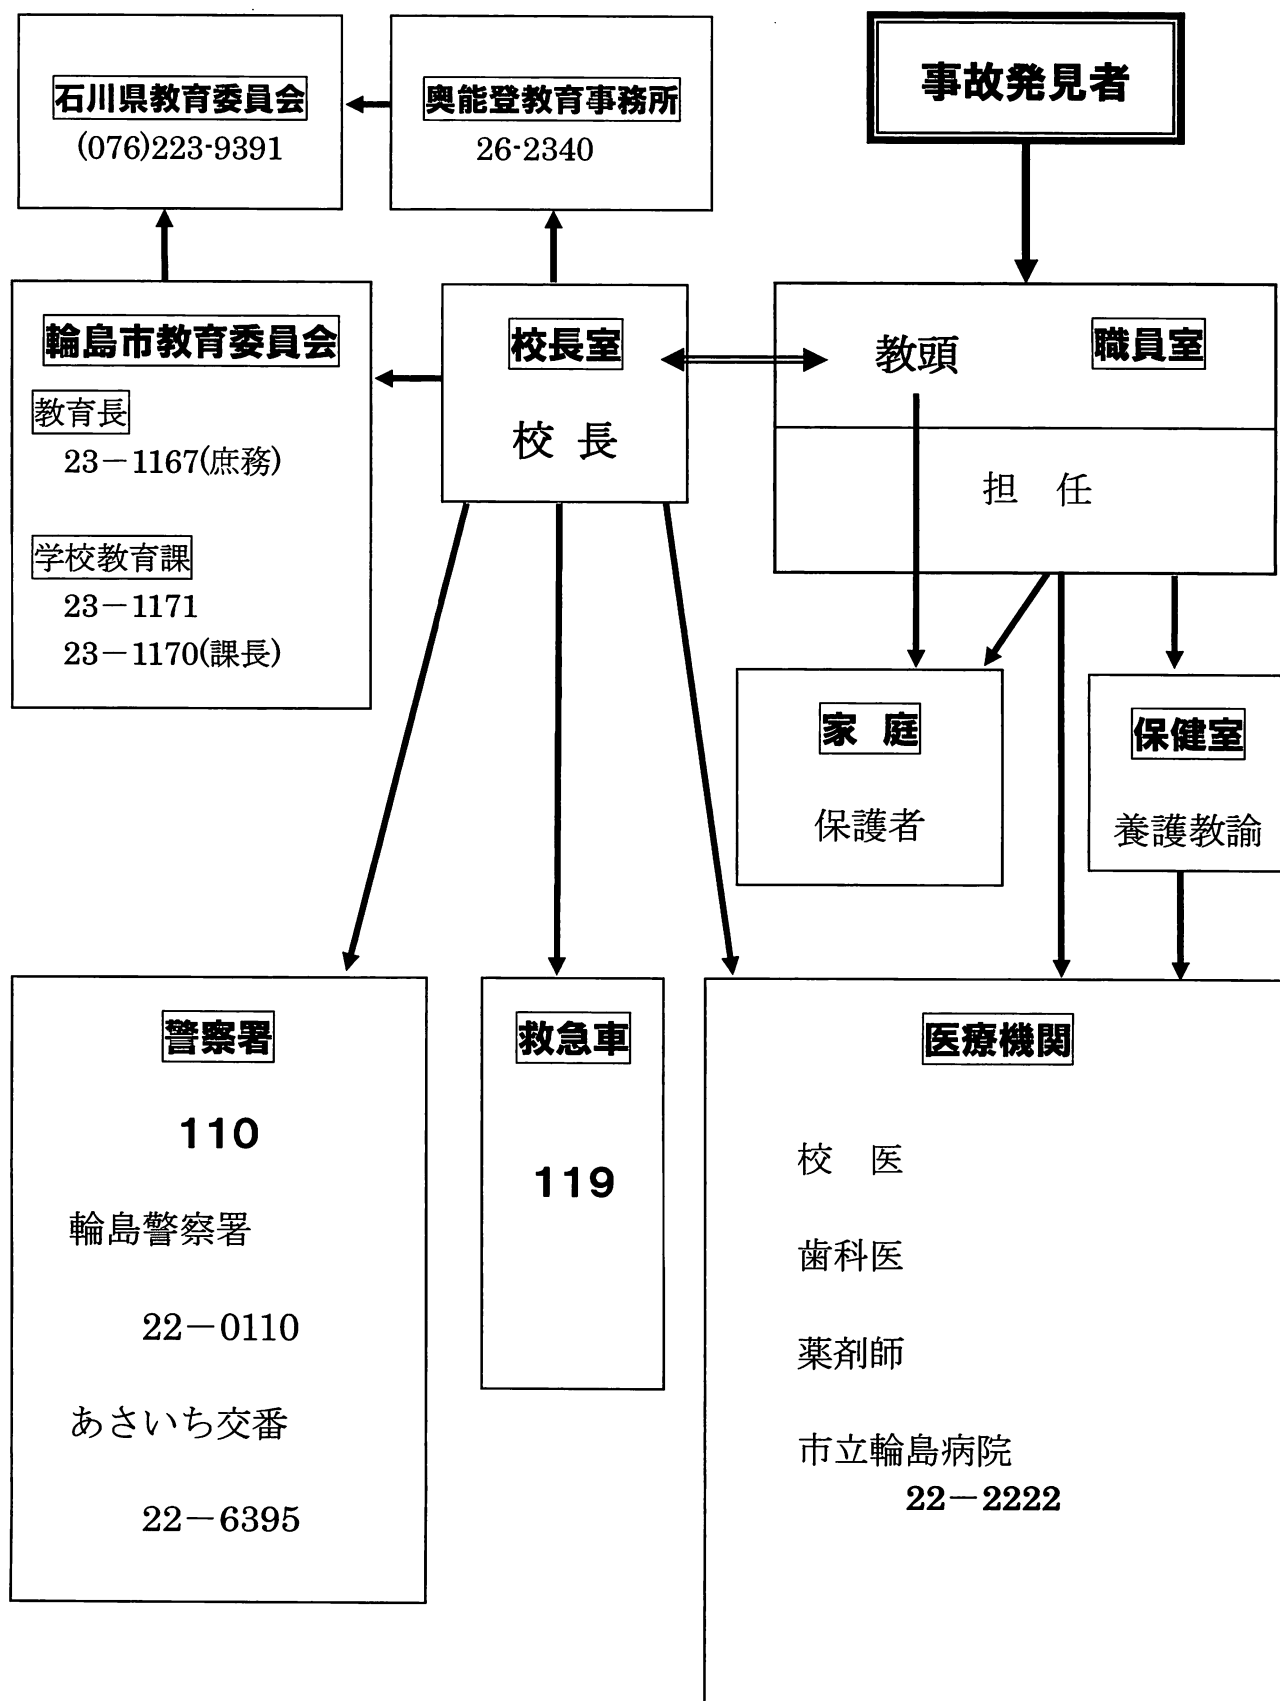 石川県教育委員会
(076)223-9391
奥能登教育事務所
26-2340
事故発見者
輪島市教育委員会
教育長
23－1167(庶務)
学校教育課
23－1171
23－1170(課長)
校長室
校 長
教頭
職員室
担 任
家 庭
保護者
保健室
養護教諭
警察署
110
輪島警察署
22－0110
あさいち交番
22－6395
救急車
119
医療機関
校 医
歯科医
薬剤師
市立輪島病院
22－2222